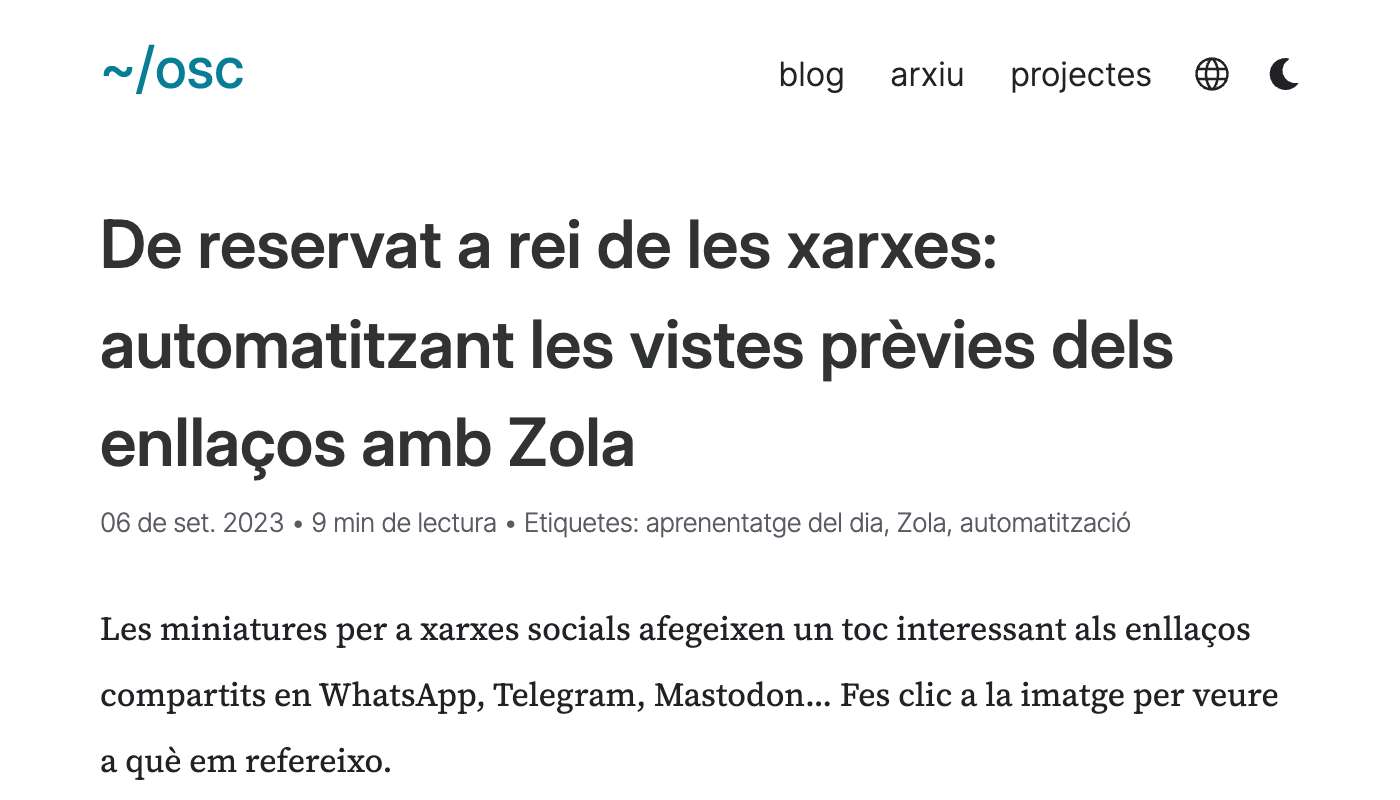 ~/osc
blog arxiu projectes
De reservat a rei de les xarxes:
automatitzant les vistes prèvies dels
enllaços amb Zola
06 de set. 2023 • 9 min de lectura • Etiquetes: aprenentatge del dia, Zola, automatització
Les miniatures per a xarxes socials afegeixen un toc interessant als enllaços
compartits en WhatsApp, Telegram, Mastodon... Fes clic a la imatge per veure
a què em refereixo.